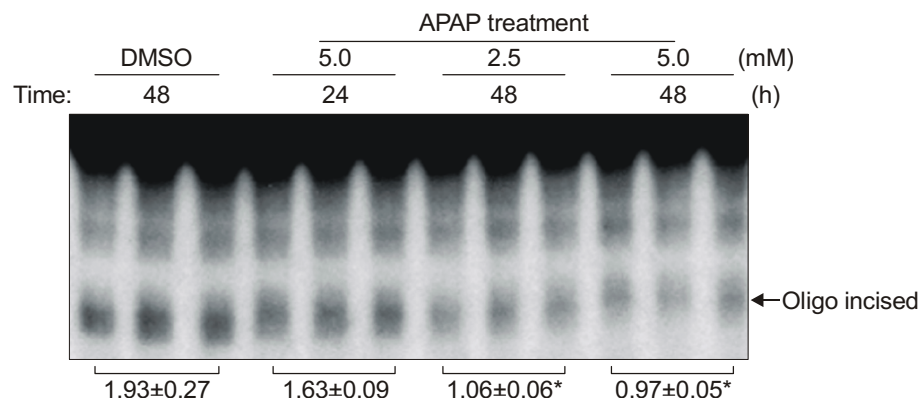 APAP treatment
DMSO 5.0 2.5 5.0 (mM)
Time: 48 24 48 48 (h)
Oligo incised
1.93±0.27 1.63±0.09 1.06±0.06* 0.97±0.05*